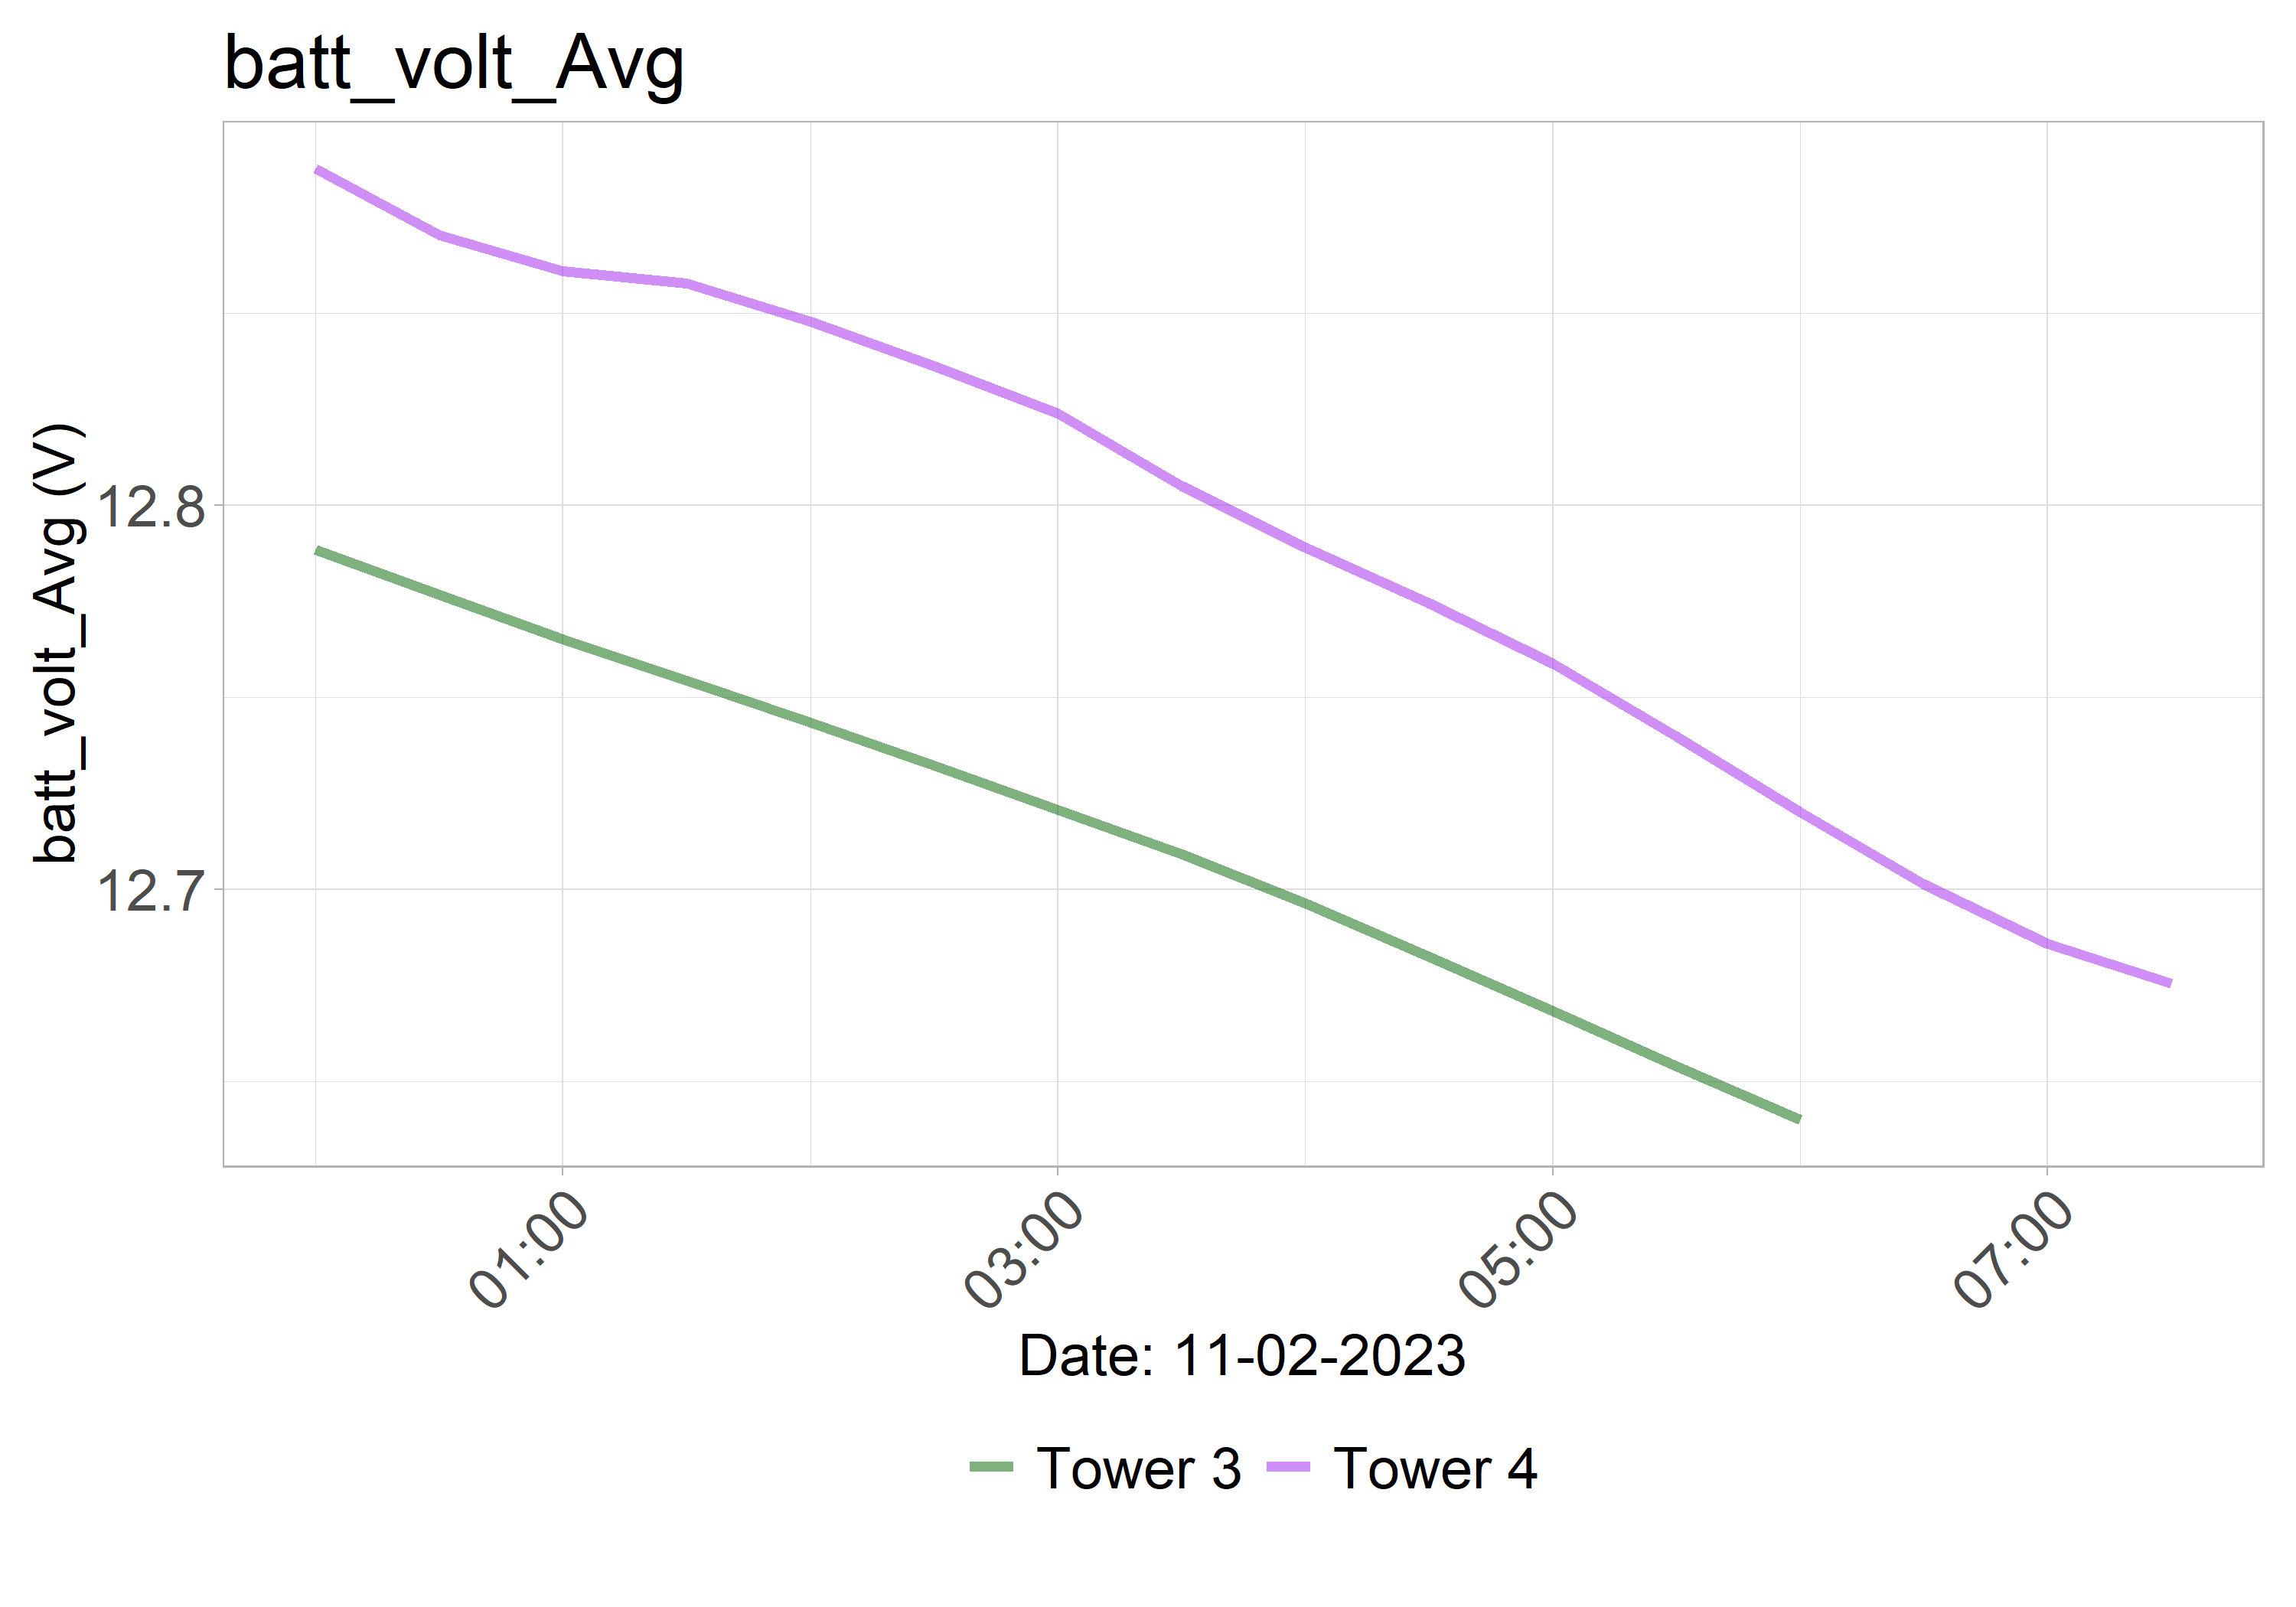 batt_volt_Avg
batt_volt_Avg (V)
12.8
12.7
01:00
03:00
05:00
07:00
Date: 11-02-2023
Tower 3
Tower 4